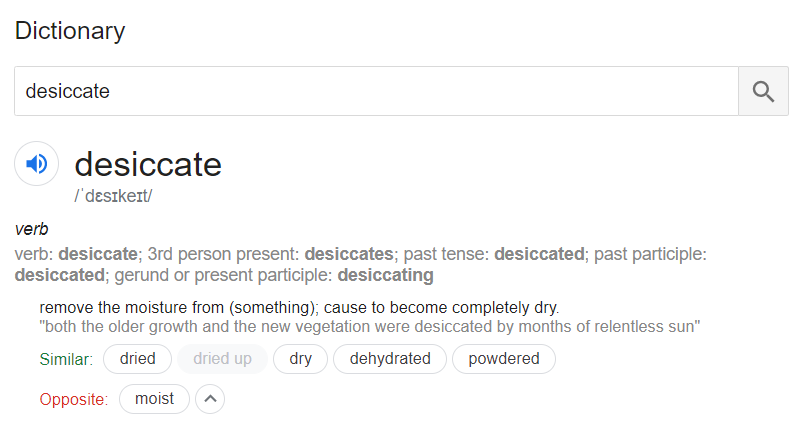 Dictionary
desiccate
desiccate
/ˈdɛsɪkeɪt/
verb
verb: desiccate; 3rd person present: desiccates; past tense: desiccated; past participle:
desiccated; gerund or present participle: desiccating
remove the moisture from (something); cause to become completely dry.
"both the older growth and the new vegetation were desiccated by months of relentless sun"
Similar: dried dried up dry dehydrated powdered
Opposite: moist